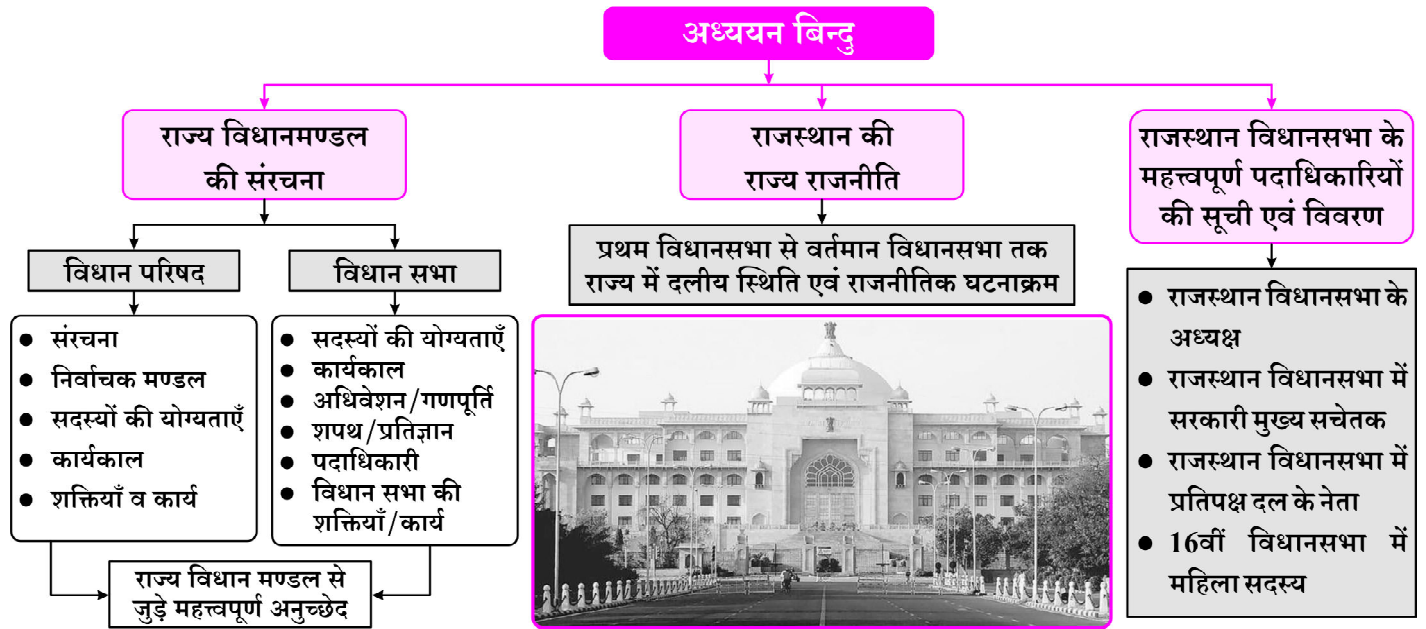 अध्ययन बिन्दु
राज्य विधानमण्डल
की संरचना
विधान परिषद
संरचना
निर्वाचक मण्डल
सदस्यों की योग्यताएँ
कार्यकाल
शक्तियाँ व कार्य
विधान सभा
सदस्यों की योग्यताएँ
कार्यकाल
अधिवेशन/गणपूर्ति
शपथ/प्रतिज्ञान
पदाधिकारी
विधान सभा की
शक्तियाँ/कार्य
राज्य विधान मण्डल से
जुड़े महत्त्वपूर्ण अनुच्छेद
राजस्थान की
राज्य राजनीति
प्रथम विधानसभा से वर्तमान विधानसभा तक
राज्य में दलीय स्थिति एवं राजनीतिक घटनाक्रम
राजस्थान विधानसभा के
महत्त्वपूर्ण पदाधिकारियों
की सूची एवं विवरण
राजस्थान विधानसभा के
अध्यक्ष
राजस्थान विधानसभा में
सरकारी मुख्य सचेतक
राजस्थान विधानसभा में
प्रतिपक्ष दल के नेता
16वीं विधानसभा में
महिला सदस्य